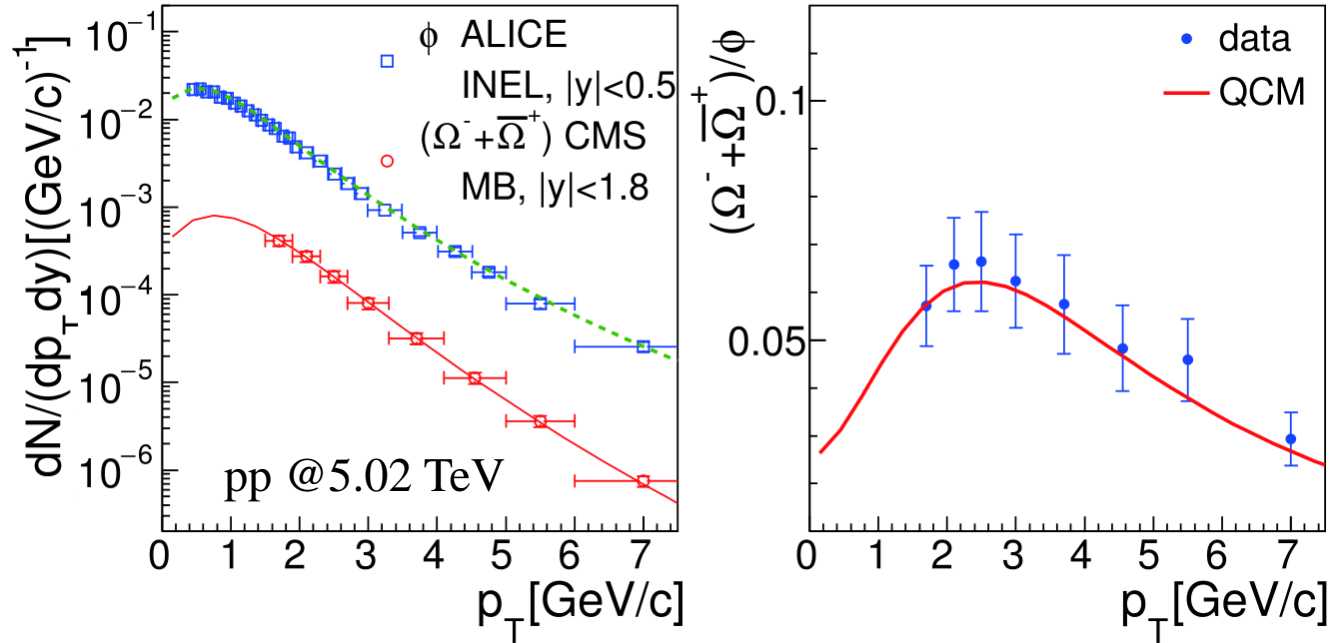 dN/(dp_T dy)[(GeV/c)⁻¹]
10⁻¹
10⁻²
10⁻³
10⁻⁴
10⁻⁵
10⁻⁶
ϕ ALICE
INEL, |y|<0.5
(Ω⁻+Ω̅⁺) CMS
MB, |y|<1.8
pp @5.02 TeV
0 1 2 3 4 5 6 7
p_T [GeV/c]
(Ω⁻+Ω̅⁺)/ϕ
0.1
0.05
data
QCM
0 1 2 3 4 5 6 7
p_T [GeV/c]